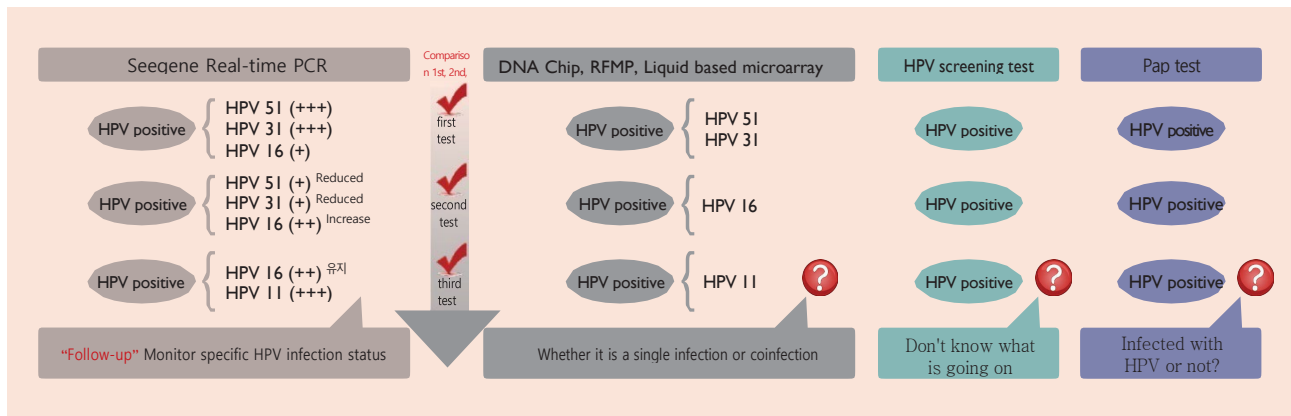 Seegene Real-time PCR
HPV positive
HPV 51 (+++)
HPV 31 (+++)
HPV 16 (+)
HPV positive
HPV 51 (+) Reduced
HPV 31 (+) Reduced
HPV 16 (++) Increase
HPV positive
HPV 16 (++) 유지
HPV 11 (+++)
“Follow-up” Monitor specific HPV infection status
Compariso
n 1st, 2nd,
first
test
second
test
third
test
DNA Chip, RFMP, Liquid based microarray
HPV positive
HPV 51
HPV 31
HPV positive
HPV 16
HPV positive
HPV 11
?
Whether it is a single infection or coinfection
HPV screening test
HPV positive
HPV positive
HPV positive
?
Don't know what
is going on
Pap test
HPV positive
HPV positive
HPV positive
?
Infected with
HPV or not?